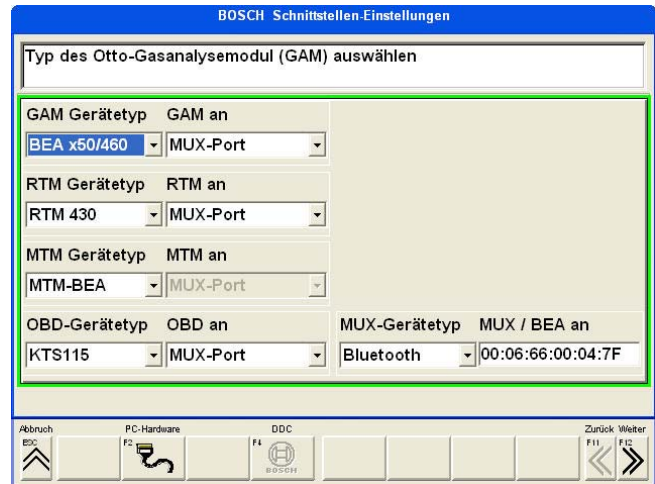 BOSCH Schnittstellen-Einstellungen
Typ des Otto-Gasanalysemodul (GAM) auswählen
GAM Gerätetyp GAM an
BEA x50/460 MUX-Port
RTM Gerätetyp RTM an
RTM 430 MUX-Port
MTM Gerätetyp MTM an
MTM-BEA MUX-Port
OBD-Gerätetyp OBD an MUX-Gerätetyp MUX / BEA an
KTS115 MUX-Port Bluetooth 00:06:66:00:04:7F
Abbruch PC-Hardware DDC Zurück Weiter
ESC F2 F4 F11 F12
BOSCH